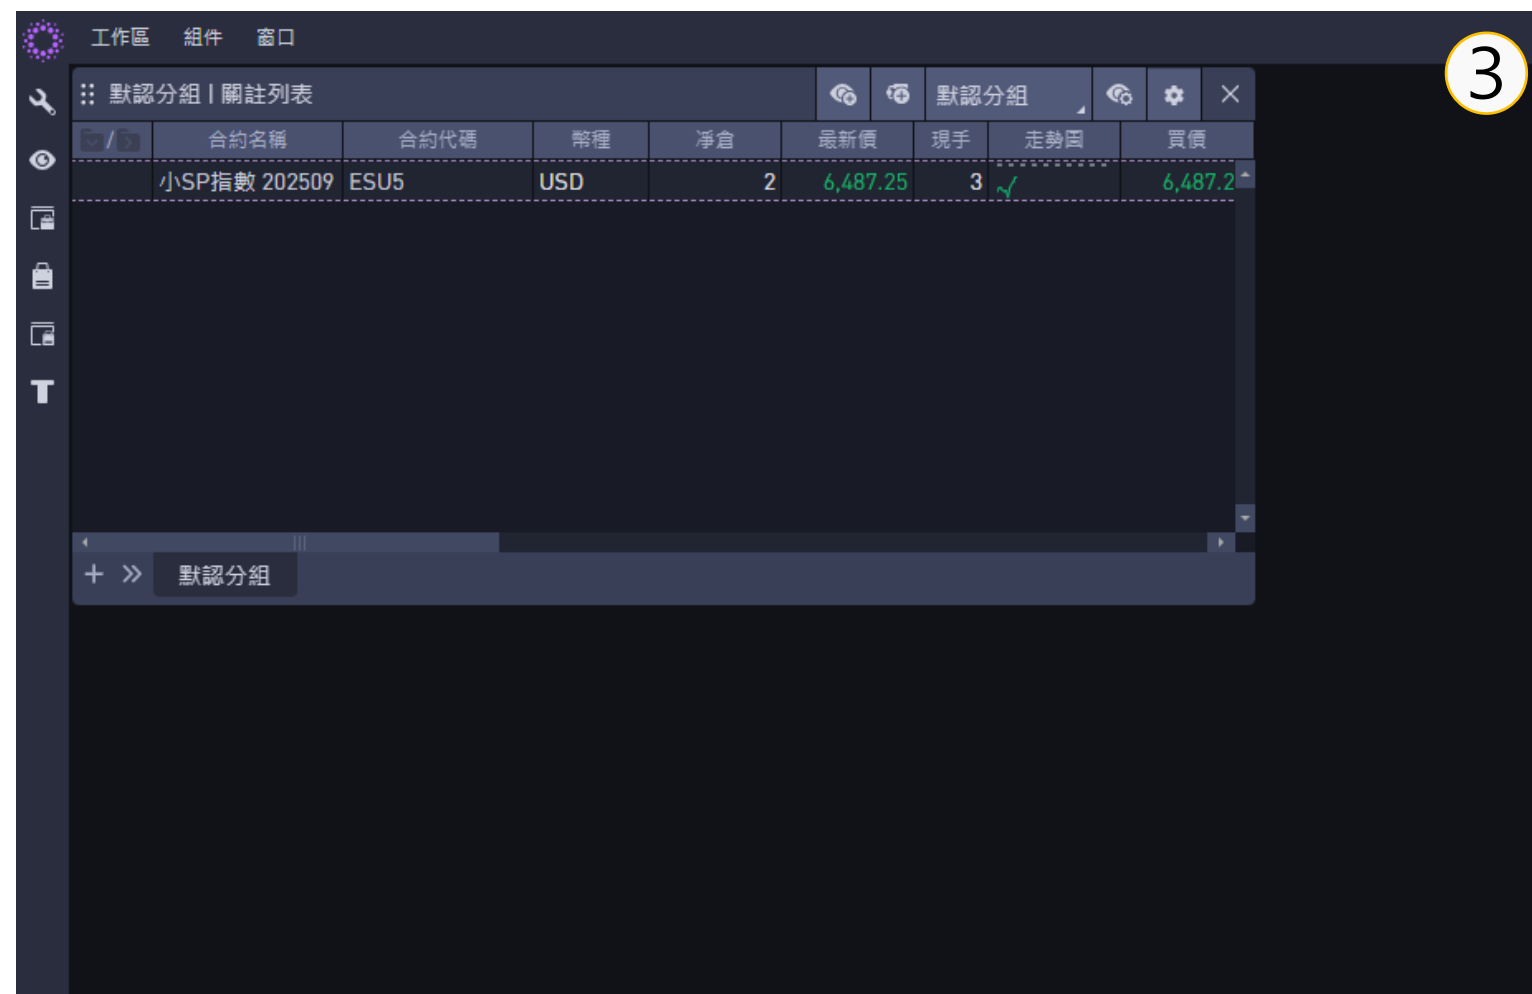 工作區 組件 窗口
3
默認分組 | 關註列表 默認分組
/ 合約名稱 合約代碼 幣種 凈倉 最新價 現手 走勢圖 買價
小SP指數 202509 ESU5 USD 2 6,487.25 3 6,487.2
默認分組